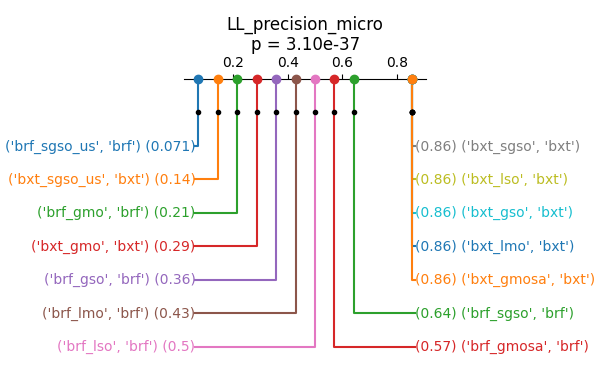 LL_precision_micro
p = 3.10e-37
0.2 0.4 0.6 0.8
('brf_sgso_us', 'brf') (0.071) (0.86) ('bxt_sgso', 'bxt')
('bxt_sgso_us', 'bxt') (0.14) (0.86) ('bxt_lso', 'bxt')
('brf_gmo', 'brf') (0.21) (0.86) ('bxt_gso', 'bxt')
('bxt_gmo', 'bxt') (0.29) (0.86) ('bxt_lmo', 'bxt')
('brf_gso', 'brf') (0.36) (0.86) ('bxt_gmosa', 'bxt')
('brf_lmo', 'brf') (0.43) (0.64) ('brf_sgso', 'brf')
('brf_lso', 'brf') (0.5) (0.57) ('brf_gmosa', 'brf')